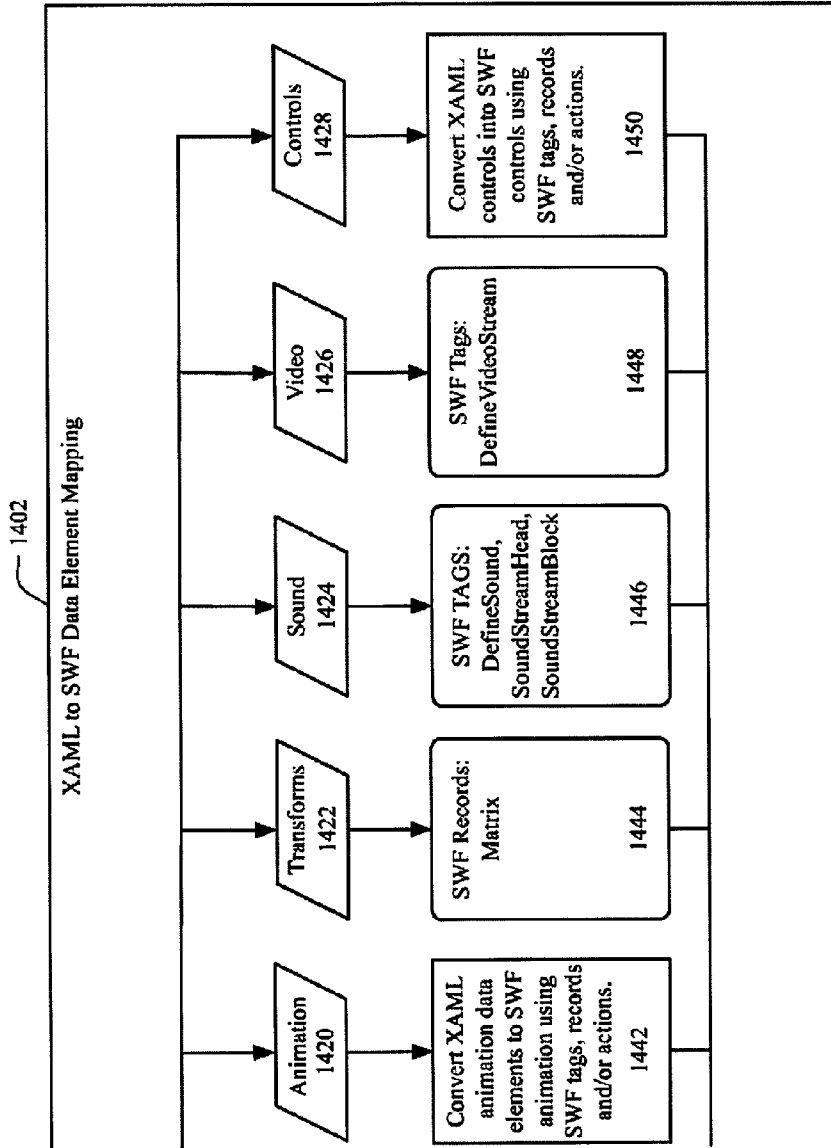 1402
XAML to SWF Data Element Mapping
Animation
1420
Transforms
1422
Sound
1424
Video
1426
Controls
1428
Convert XAML
animation data
elements to SWF
animation using
SWF tags, records
and/or actions.
1442
SWF Records:
Matrix
1444
SWF TAGS:
DefineSound,
SoundStreamHead,
SoundStreamBlock
1446
SWF Tags:
DefineVideoStream
1448
Convert XAML
controls into SWF
controls using
SWF tags, records
and/or actions.
1450